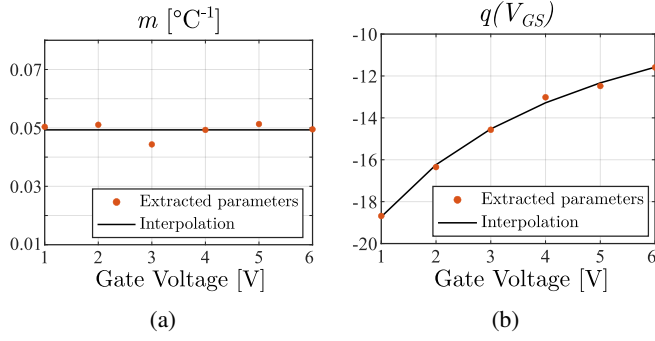 m [°C⁻¹]
0.07
0.05
0.03
0.01
Extracted parameters
Interpolation
1 2 3 4 5 6
Gate Voltage [V]
(a)
q(V_GS)
-10
-12
-14
-16
-18
-20
Extracted parameters
Interpolation
1 2 3 4 5 6
Gate Voltage [V]
(b)